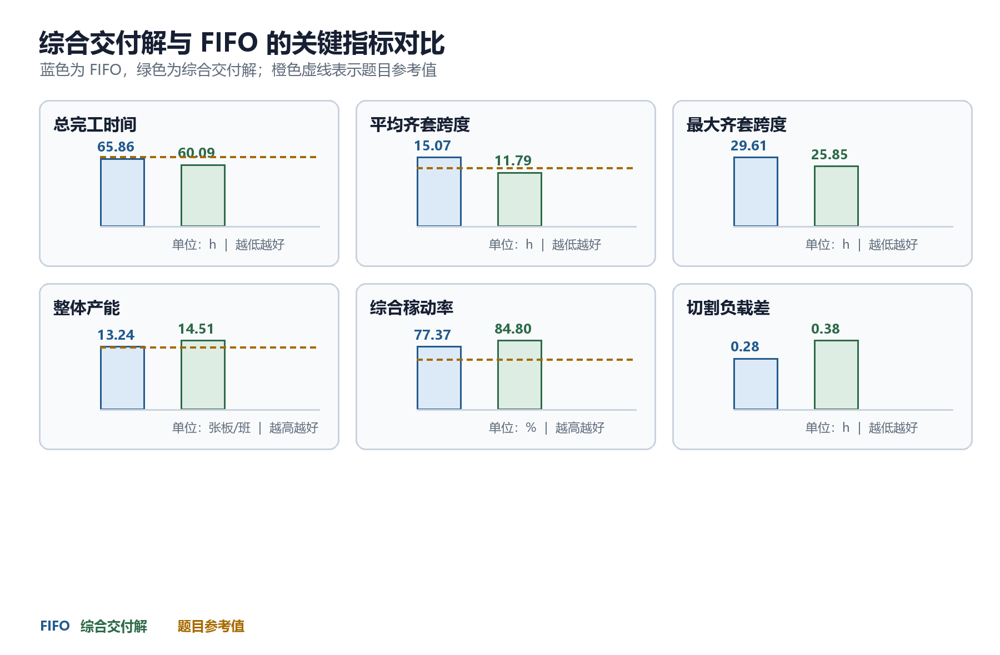 综合交付解与 FIFO 的关键指标对比
蓝色为 FIFO，绿色为综合交付解；橙色虚线表示题目参考值
总完工时间
65.86
60.09
单位：h | 越低越好
平均齐套跨度
15.07
11.79
单位：h | 越低越好
最大齐套跨度
29.61
25.85
单位：h | 越低越好
整体产能
13.24
14.51
单位：张板/班 | 越高越好
综合稼动率
77.37
84.80
单位：% | 越高越好
切割负载差
0.28
0.38
单位：h | 越低越好
FIFO 综合交付解 题目参考值